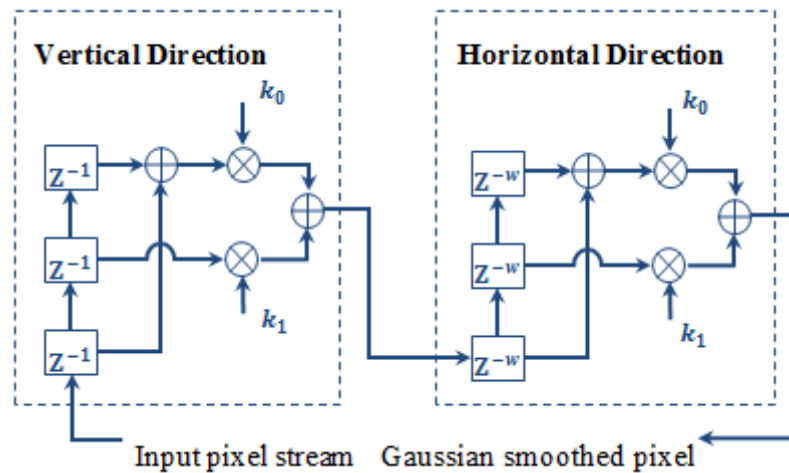 Vertical Direction
k₀
Z⁻¹
Z⁻¹
k₁
Z⁻¹
Horizontal Direction
k₀
Z⁻ʷ
Z⁻ʷ
k₁
Z⁻ʷ
Input pixel stream
Gaussian smoothed pixel